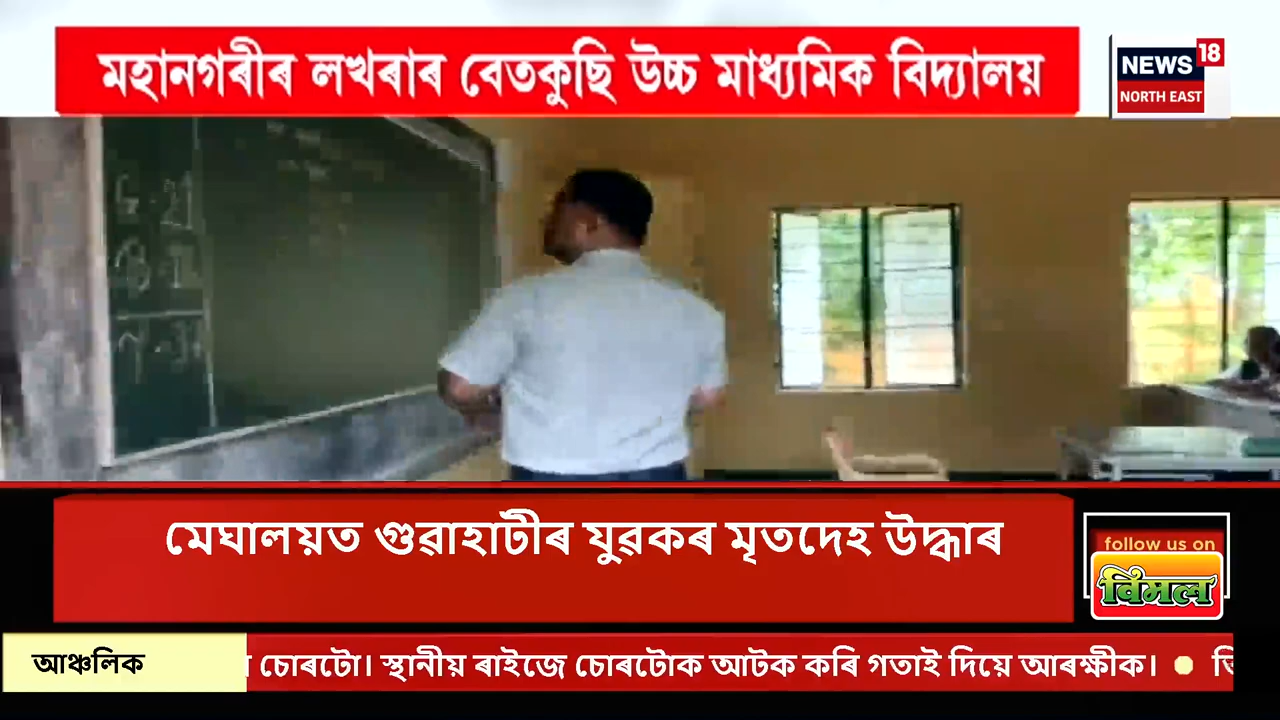 মহানগৰীৰ লখৰাৰ বেতকুছি উচ্চ মাধ্যমিক বিদ্যালয়
NEWS 18
NORTH EAST
মেঘালয়ত গুৱাহাটীৰ যুৱকৰ মৃতদেহ উদ্ধাৰ
follow us on
বিমল
আঞ্চলিক
চোৰটো। স্থানীয় ৰাইজে চোৰটোক আটক কৰি গতাই দিয়ে আৰক্ষীক।